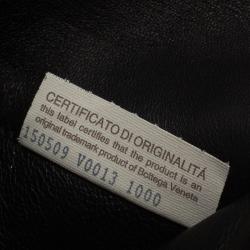 CERTIFICATO DI ORIGINALITÁ
this label certifies that the product is an
original trademark product of Bottega Veneta
150509 V0013 1000